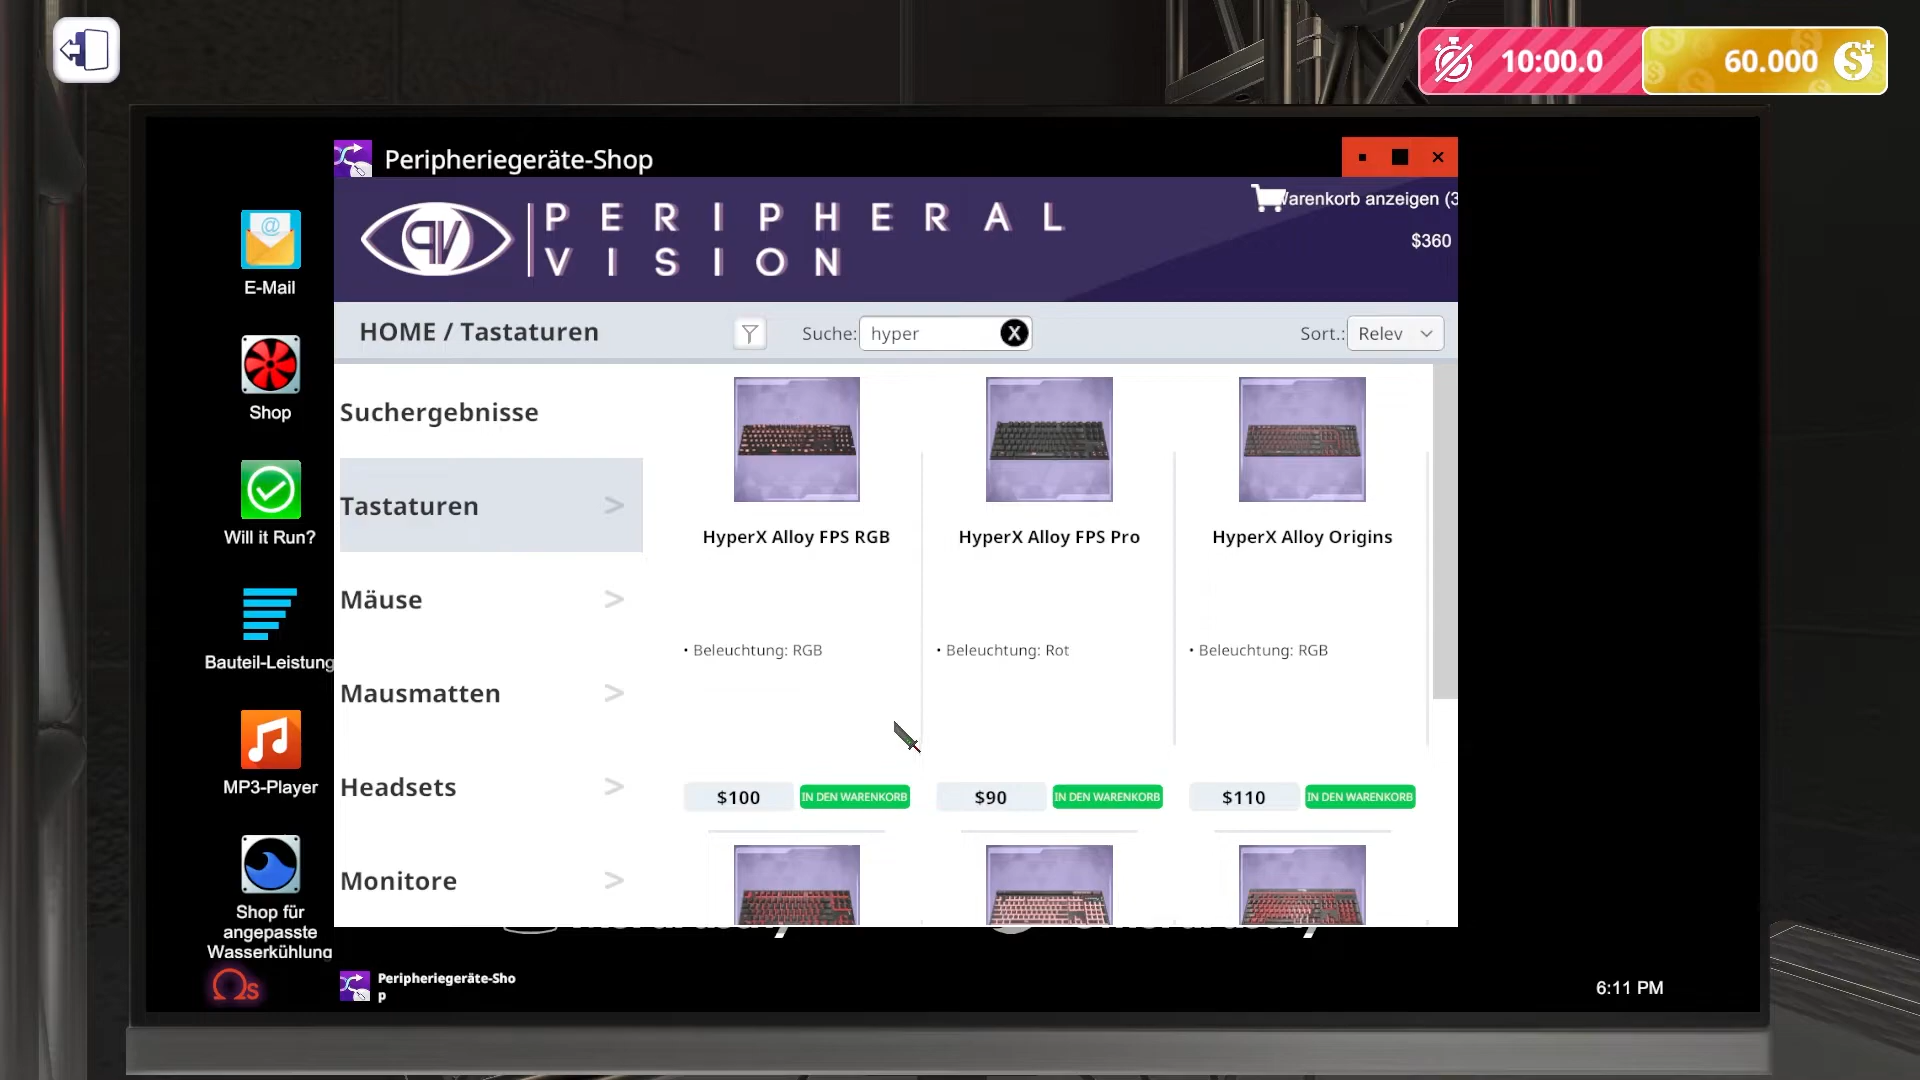 10:00.0
60.000
Peripheriegeräte-Shop
PERIPHERAL
VISION
Warenkorb anzeigen (3
$360
HOME / Tastaturen
Suche:
hyper
X
Sort.:
Relev
E-Mail
Shop
Will it Run?
Bauteil-Leistung
MP3-Player
Shop für
angepasste
Wasserkühlung
Suchergebnisse
Tastaturen >
Mäuse >
Mausmatten >
Headsets >
Monitore >
HyperX Alloy FPS RGB
• Beleuchtung: RGB
$100
IN DEN WARENKORB
HyperX Alloy FPS Pro
• Beleuchtung: Rot
$90
IN DEN WARENKORB
HyperX Alloy Origins
• Beleuchtung: RGB
$110
IN DEN WARENKORB
Ωs
Peripheriegeräte-Sho
p
6:11 PM